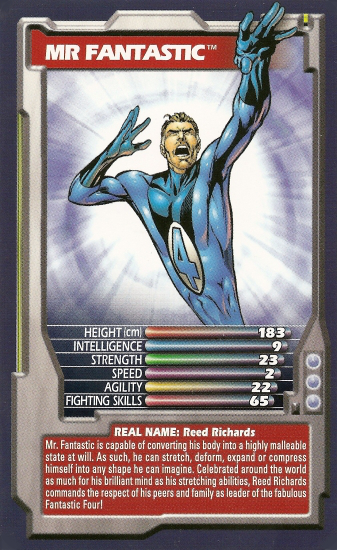 MR FANTASTIC™
4
HEIGHT (cm) 183
INTELLIGENCE 9
STRENGTH 23
SPEED 2
AGILITY 22
FIGHTING SKILLS 65
REAL NAME: Reed Richards
Mr. Fantastic is capable of converting his body into a highly malleable
state at will. As such, he can stretch, deform, expand or compress
himself into any shape he can imagine. Celebrated around the world
as much for his brilliant mind as his stretching abilities, Reed Richards
commands the respect of his peers and family as leader of the fabulous
Fantastic Four!